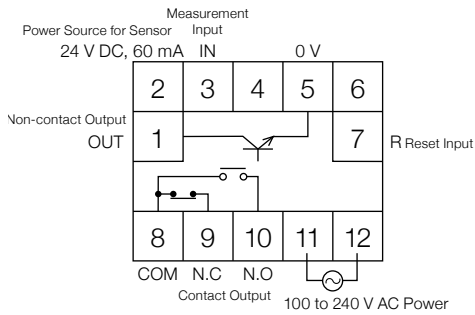 Measurement
Power Source for Sensor Input
24 V DC, 60 mA IN 0 V
2 3 4 5 6
Non-contact Output
OUT 1 7 R Reset Input
8 9 10 11 12
COM N.C N.O
Contact Output
100 to 240 V AC Power